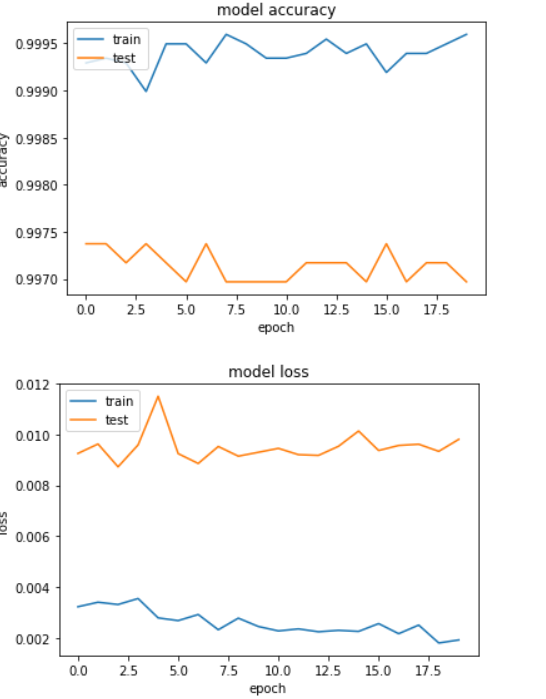 model accuracy
train
test
0.9995
0.9990
0.9985
0.9980
0.9975
0.9970
accuracy
0.0 2.5 5.0 7.5 10.0 12.5 15.0 17.5
epoch
model loss
train
test
0.012
0.010
0.008
0.006
0.004
0.002
loss
0.0 2.5 5.0 7.5 10.0 12.5 15.0 17.5
epoch